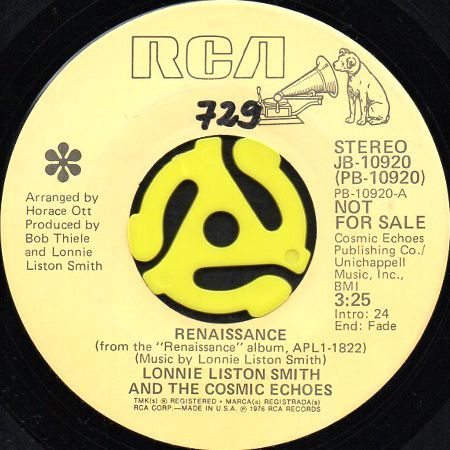 RCA
729
STEREO
JB-10920
(PB-10920)
PB-10920-A
NOT
FOR SALE
Cosmic Echoes
Publishing Co./
Unichappell
Music, Inc.,
BMI
3:25
Intro: 24
End: Fade
Arranged by
Horace Ott
Produced by
Bob Thiele
and Lonnie
Liston Smith
RENAISSANCE
(from the "Renaissance" album, APL1-1822)
(Music by Lonnie Liston Smith)
LONNIE LISTON SMITH
AND THE COSMIC ECHOES
TMK(s) ® REGISTERED • MARCA(s) REGISTRADA(s)
RCA CORP.—MADE IN U.S.A. ℗ 1976 RCA RECORDS